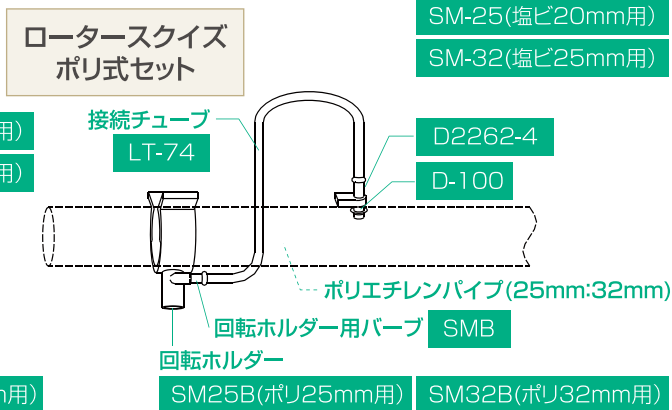 SM-25(塩ビ20mm用)
SM-32(塩ビ25mm用)
ロータースクイズ
ポリ式セット
用)
用)
接続チューブ
LT-74
D2262-4
D-100
ポリエチレンパイプ(25mm:32mm)
回転ホルダー用バーブ SMB
回転ホルダー
m用)
SM25B(ポリ25mm用)
SM32B(ポリ32mm用)